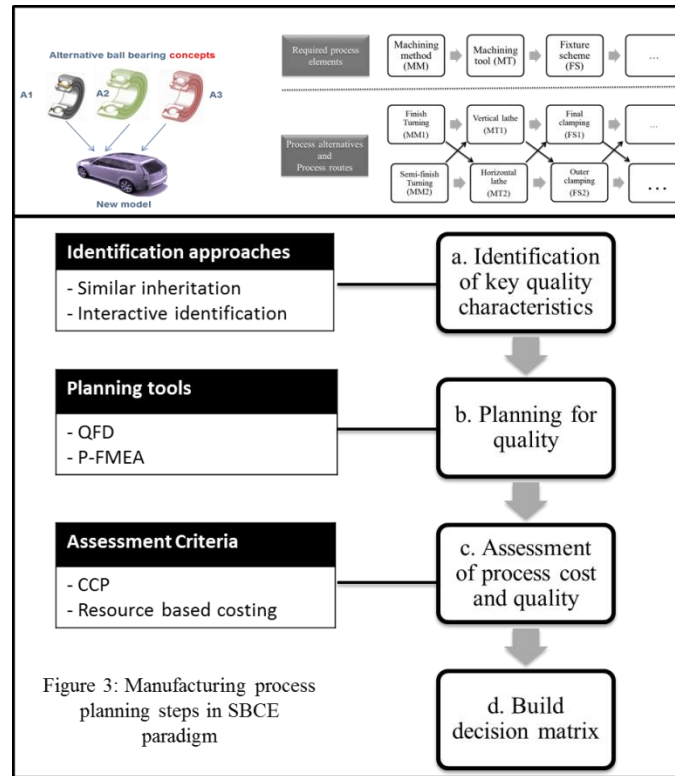 Alternative ball bearing concepts
A1
A2
A3
New model
Required process
elements
Machining
method
(MM)
Machining
tool (MT)
Fixture
scheme
(FS)
...
Process alternatives
and
Process routes
Finish
Turning
(MM1)
Vertical lathe
(MT1)
Final
clamping
(FS1)
...
Semi-finish
Turning
(MM2)
Horizontal
lathe
(MT2)
Outer
clamping
(FS2)
...
Identification approaches
- Similar inheritation
- Interactive identification
a. Identification
of key quality
characteristics
Planning tools
- QFD
- P-FMEA
b. Planning for
quality
Assessment Criteria
- CCP
- Resource based costing
c. Assessment
of process cost
and quality
Figure 3: Manufacturing process
planning steps in SBCE
paradigm
d. Build
decision matrix